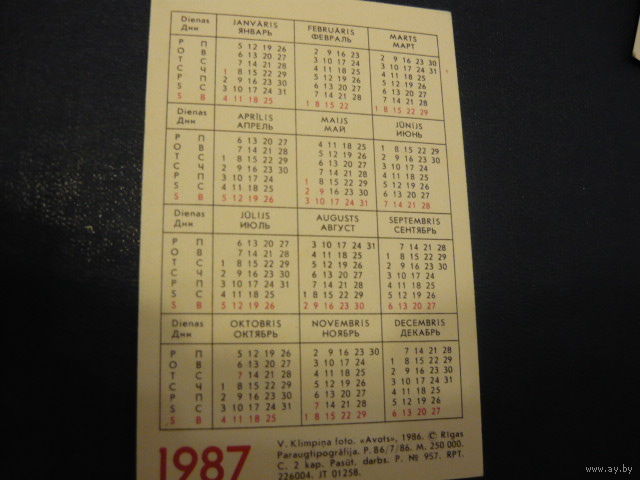 Dienas JANVĀRIS FEBRUĀRIS MARTS
Дни ЯНВАРЬ ФЕВРАЛЬ МАРТ
P П 5 12 19 26 2 9 16 23 2 9 16 23 30
O В 6 13 20 27 3 10 17 24 3 10 17 24 31
T С 7 14 21 28 4 11 18 25 4 11 18 25
C Ч 1 8 15 22 29 5 12 19 26 5 12 19 26
P П 2 9 16 23 30 6 13 20 27 6 13 20 27
S С 3 10 17 24 31 7 14 21 28 7 14 21 28
S В 4 11 18 25 1 8 15 22 1 8 15 22 29
Dienas APRĪLIS MAIJS JŪNIJS
Дни АПРЕЛЬ МАЙ ИЮНЬ
P П 6 13 20 27 4 11 18 25 1 8 15 22 29
O В 7 14 21 28 5 12 19 26 2 9 16 23 30
T С 1 8 15 22 29 6 13 20 27 3 10 17 24
C Ч 2 9 16 23 30 7 14 21 28 4 11 18 25
P П 3 10 17 24 1 8 15 22 29 5 12 19 26
S С 4 11 18 25 2 9 16 23 30 6 13 20 27
S В 5 12 19 26 3 10 17 24 31 7 14 21 28
Dienas JŪLIJS AUGUSTS SEPTEMBRIS
Дни ИЮЛЬ АВГУСТ СЕНТЯБРЬ
P П 6 13 20 27 3 10 17 24 31 7 14 21 28
O В 7 14 21 28 4 11 18 25 1 8 15 22 29
T С 1 8 15 22 29 5 12 19 26 2 9 16 23 30
C Ч 2 9 16 23 30 6 13 20 27 3 10 17 24
P П 3 10 17 24 31 7 14 21 28 4 11 18 25
S С 4 11 18 25 1 8 15 22 29 5 12 19 26
S В 5 12 19 26 2 9 16 23 30 6 13 20 27
Dienas OKTOBRIS NOVEMBRIS DECEMBRIS
Дни ОКТЯБРЬ НОЯБРЬ ДЕКАБРЬ
P П 5 12 19 26 2 9 16 23 30 7 14 21 28
O В 6 13 20 27 3 10 17 24 1 8 15 22 29
T С 7 14 21 28 4 11 18 25 2 9 16 23 30
C Ч 1 8 15 22 29 5 12 19 26 3 10 17 24 31
P П 2 9 16 23 30 6 13 20 27 4 11 18 25
S С 3 10 17 24 31 7 14 21 28 5 12 19 26
S В 4 11 18 25 1 8 15 22 29 6 13 20 27
1987
V. Klimpiņa foto. «Avots», 1986. © Rīgas
Paraugtipogrāfija. P. 86/7/86. M. 250 000.
C. 2 kap. Pasūt. darbs. P. № 957. RPT.
226004. JT 01258.
www.ay.by